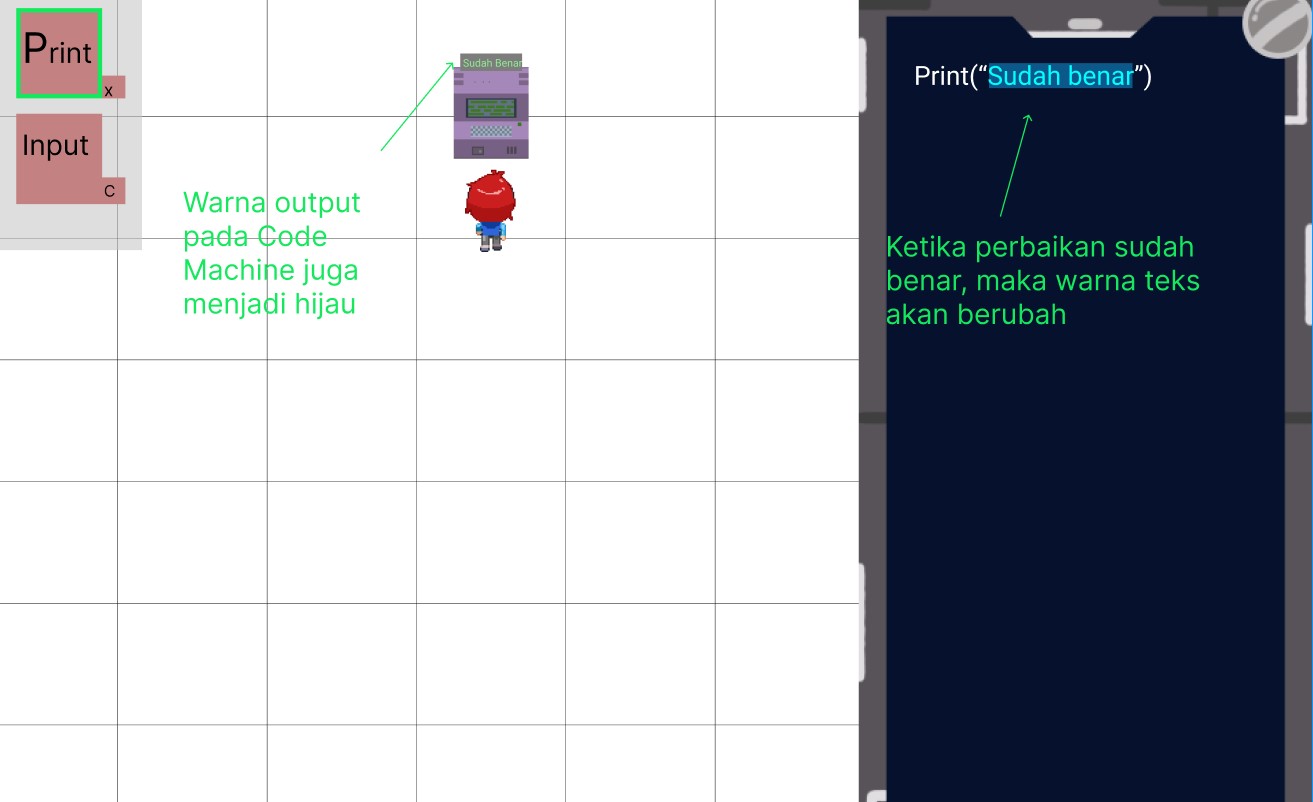 Print
x
Input
C
Sudah Benar
Warna output
pada Code
Machine juga
menjadi hijau
Print(“Sudah benar”)
Ketika perbaikan sudah
benar, maka warna teks
akan berubah